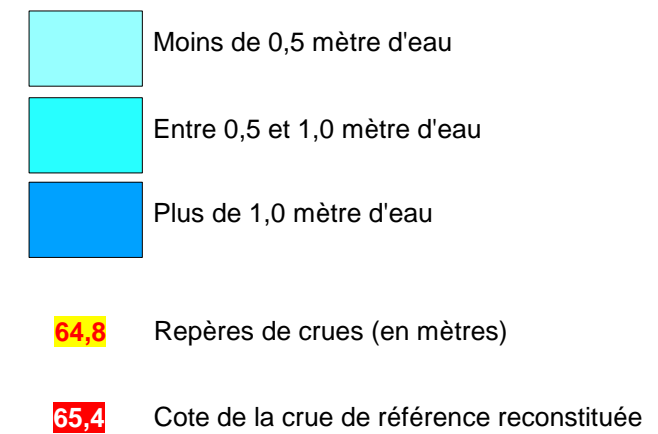 Moins de 0,5 mètre d'eau
Entre 0,5 et 1,0 mètre d'eau
Plus de 1,0 mètre d'eau
64,8 Repères de crues (en mètres)
65,4 Cote de la crue de référence reconstituée